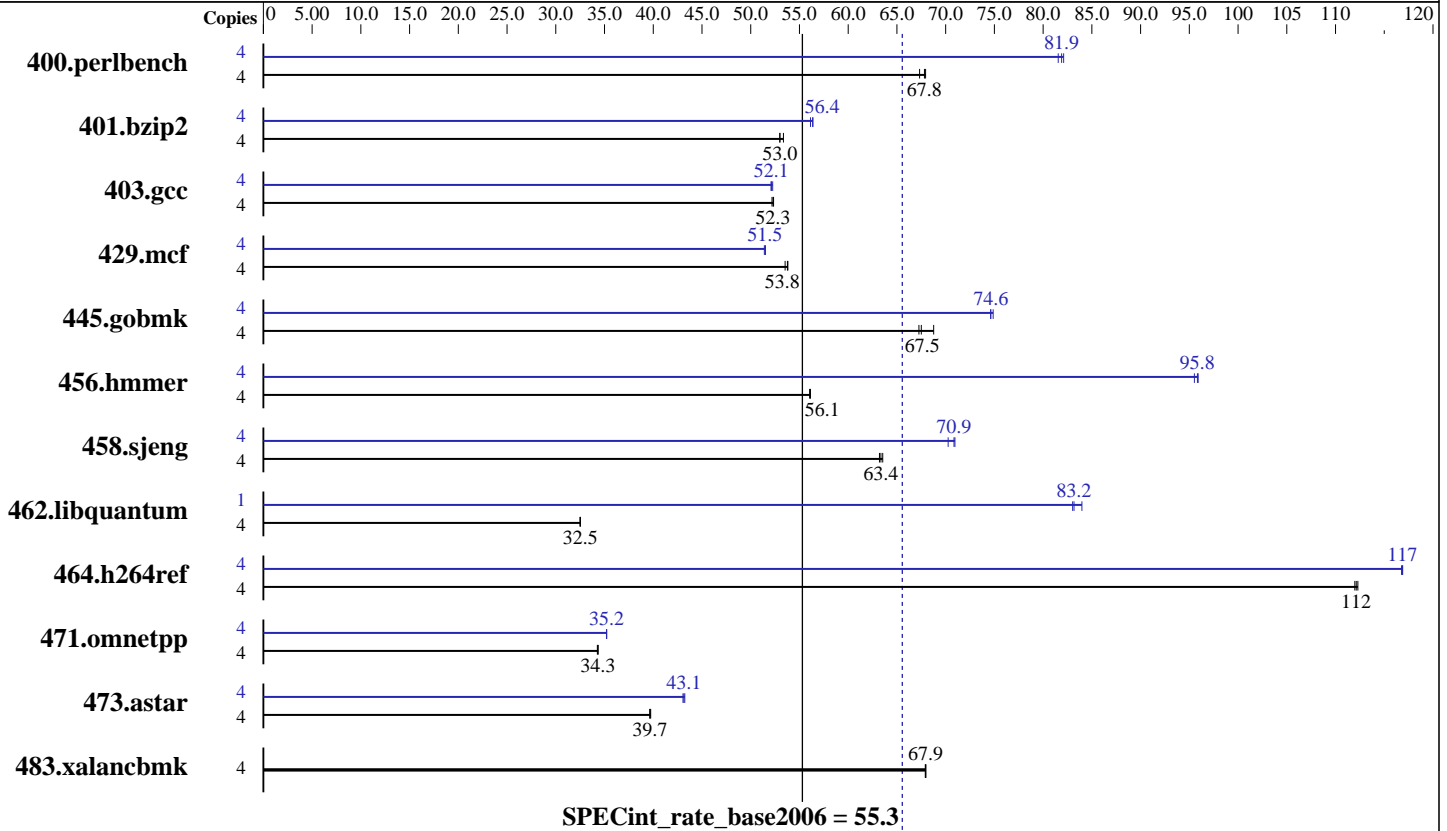 Copies 0 5.00 10.0 15.0 20.0 25.0 30.0 35.0 40.0 45.0 50.0 55.0 60.0 65.0 70.0 75.0 80.0 85.0 90.0 95.0 100 105 110 120
400.perlbench 4 81.9
4 67.8
401.bzip2 4 56.4
4 53.0
403.gcc 4 52.1
4 52.3
429.mcf 4 51.5
4 53.8
445.gobmk 4 74.6
4 67.5
456.hmmer 4 95.8
4 56.1
458.sjeng 4 70.9
4 63.4
462.libquantum 1 83.2
4 32.5
464.h264ref 4 117
4 112
471.omnetpp 4 35.2
4 34.3
473.astar 4 43.1
4 39.7
483.xalancbmk 4 67.9
SPECint_rate_base2006 = 55.3